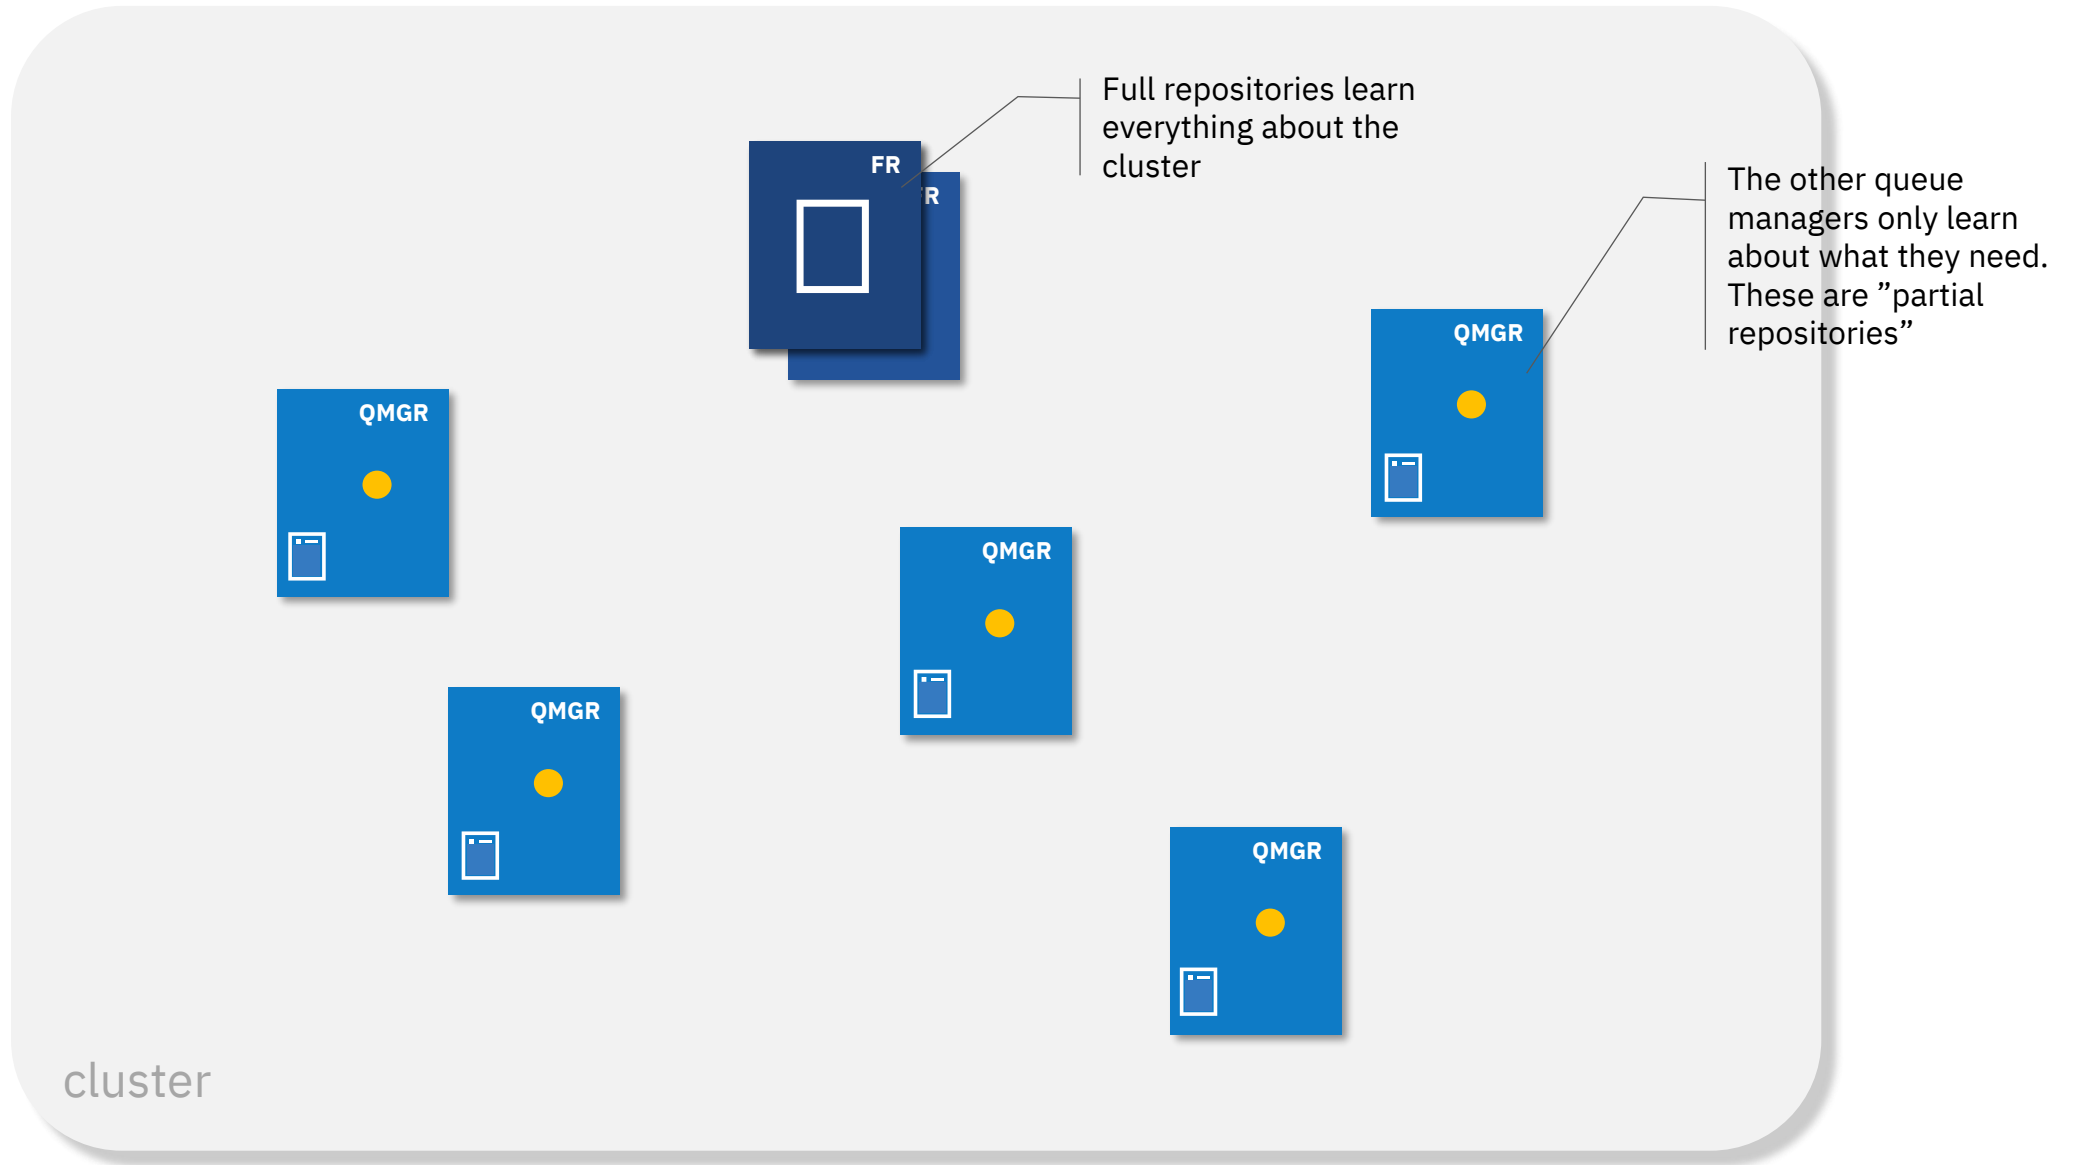 Full repositories learn
everything about the
cluster
FR
FR
The other queue
managers only learn
about what they need.
These are ”partial
repositories”
QMGR
QMGR
QMGR
QMGR
QMGR
cluster